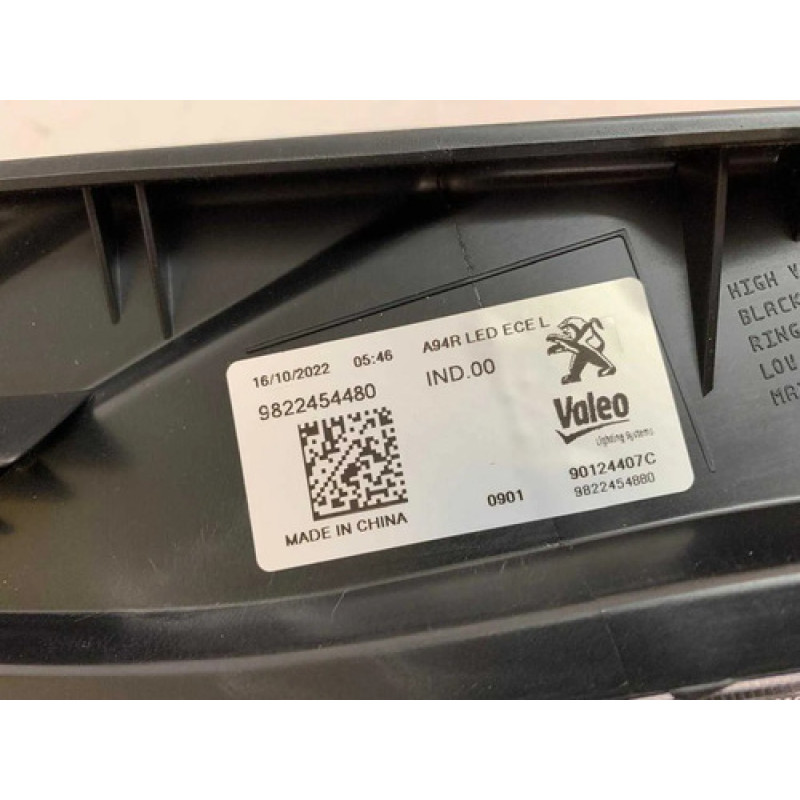 16/10/2022 05:46 A94R LED ECE L
9822454480 IND.00
Valeo
Lighting Systems
90124407C
0901 9822454880
MADE IN CHINA
HIGH
BLACK
RING
LOW